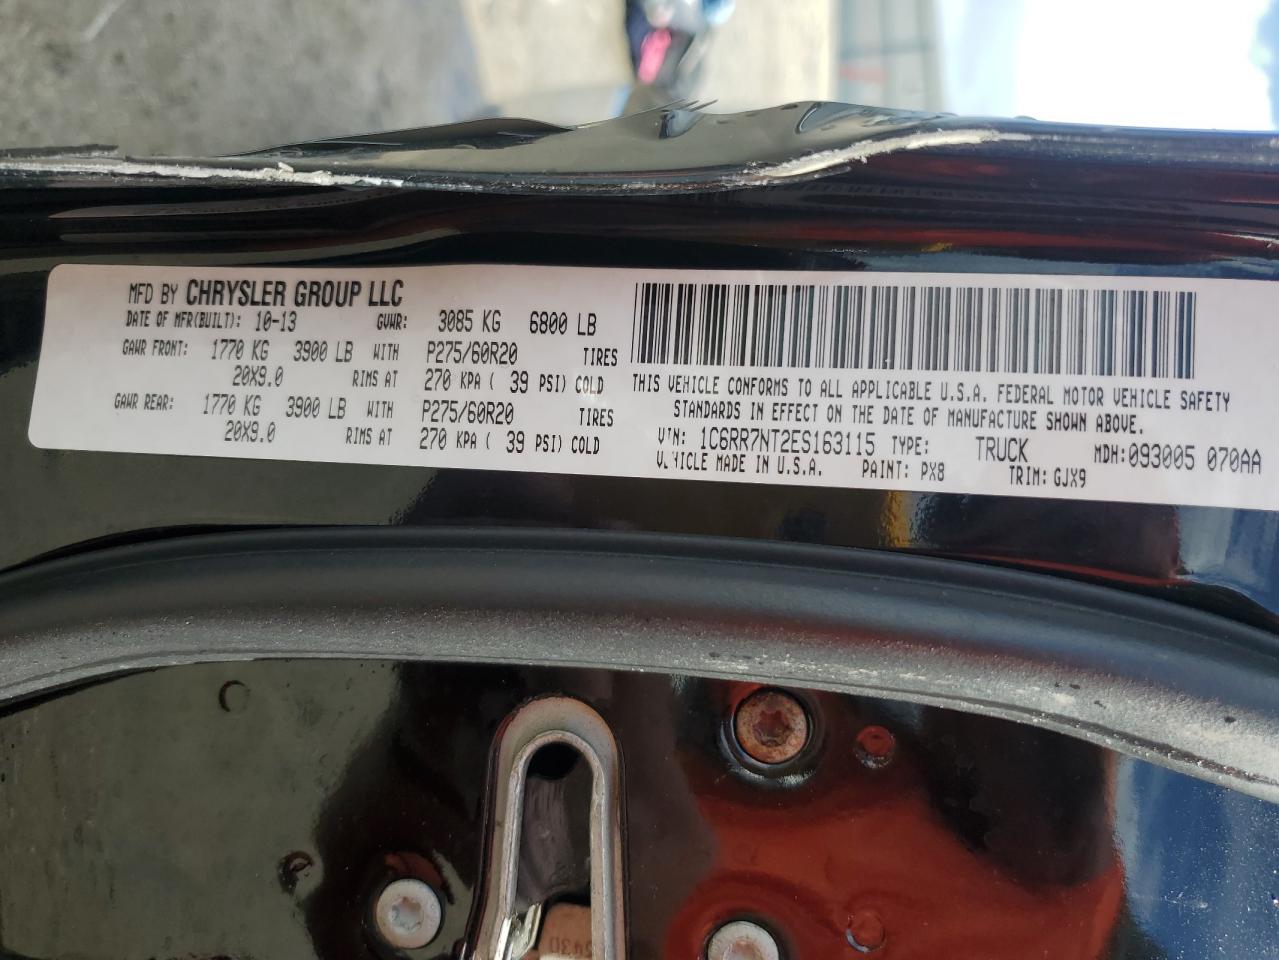 MFD BY CHRYSLER GROUP LLC
DATE OF MFR(BUILT): 10-13 GVWR: 3085 KG 6800 LB
GAWR FRONT: 1770 KG 3900 LB WITH P275/60R20 TIRES
20X9.0 RIMS AT 270 KPA ( 39 PSI) COLD
GAWR REAR: 1770 KG 3900 LB WITH P275/60R20 TIRES
20X9.0 RIMS AT 270 KPA ( 39 PSI) COLD
THIS VEHICLE CONFORMS TO ALL APPLICABLE U.S.A. FEDERAL MOTOR VEHICLE SAFETY
STANDARDS IN EFFECT ON THE DATE OF MANUFACTURE SHOWN ABOVE.
VIN: 1C6RR7NT2ES163115 TYPE: TRUCK MDH:093005 070AA
VEHICLE MADE IN U.S.A. PAINT: PX8 TRIM: GJX9